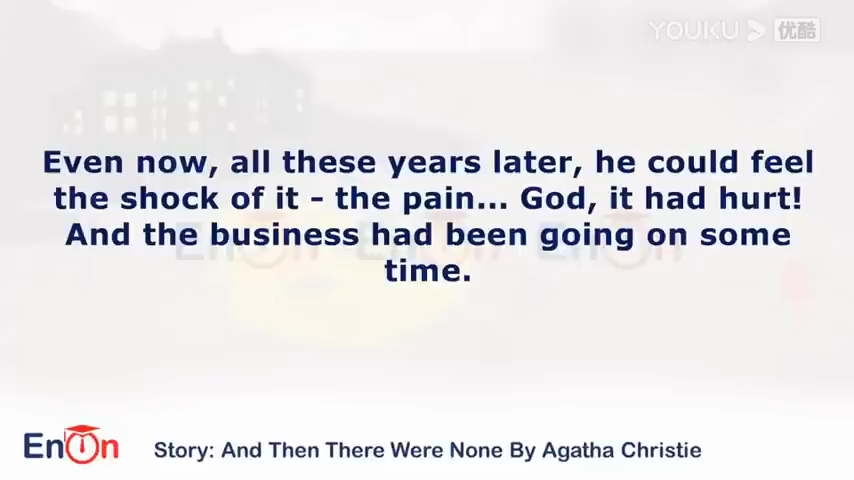 YOUKU 优酷
Even now, all these years later, he could feel
the shock of it - the pain... God, it had hurt!
And the business had been going on some
time.
EnOn
Story: And Then There Were None By Agatha Christie